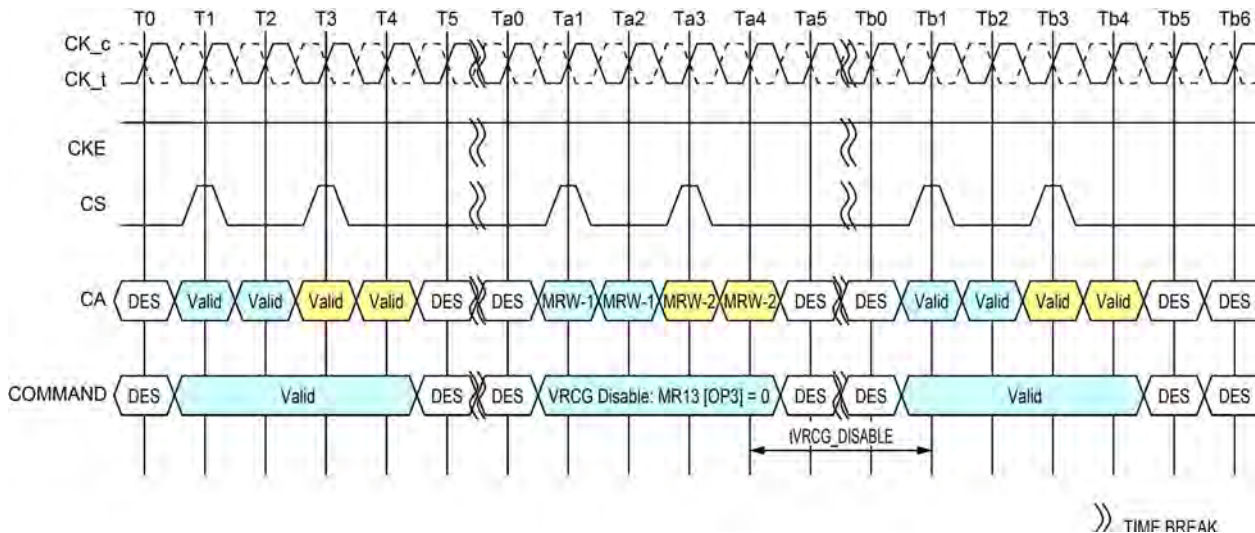 T0 T1 T2 T3 T4 T5 Ta0 Ta1 Ta2 Ta3 Ta4 Ta5 Tb0 Tb1 Tb2 Tb3 Tb4 Tb5 Tb6
CK_c
CK_t
CKE
CS
CA DES Valid Valid Valid Valid DES DES MRW-1 MRW-1 MRW-2 MRW-2 DES DES Valid Valid Valid Valid DES DES
COMMAND DES Valid DES DES VRCG Disable: MR13 [OP3] = 0 DES DES Valid DES DES
tVRCG_DISABLE
TIME BREAK